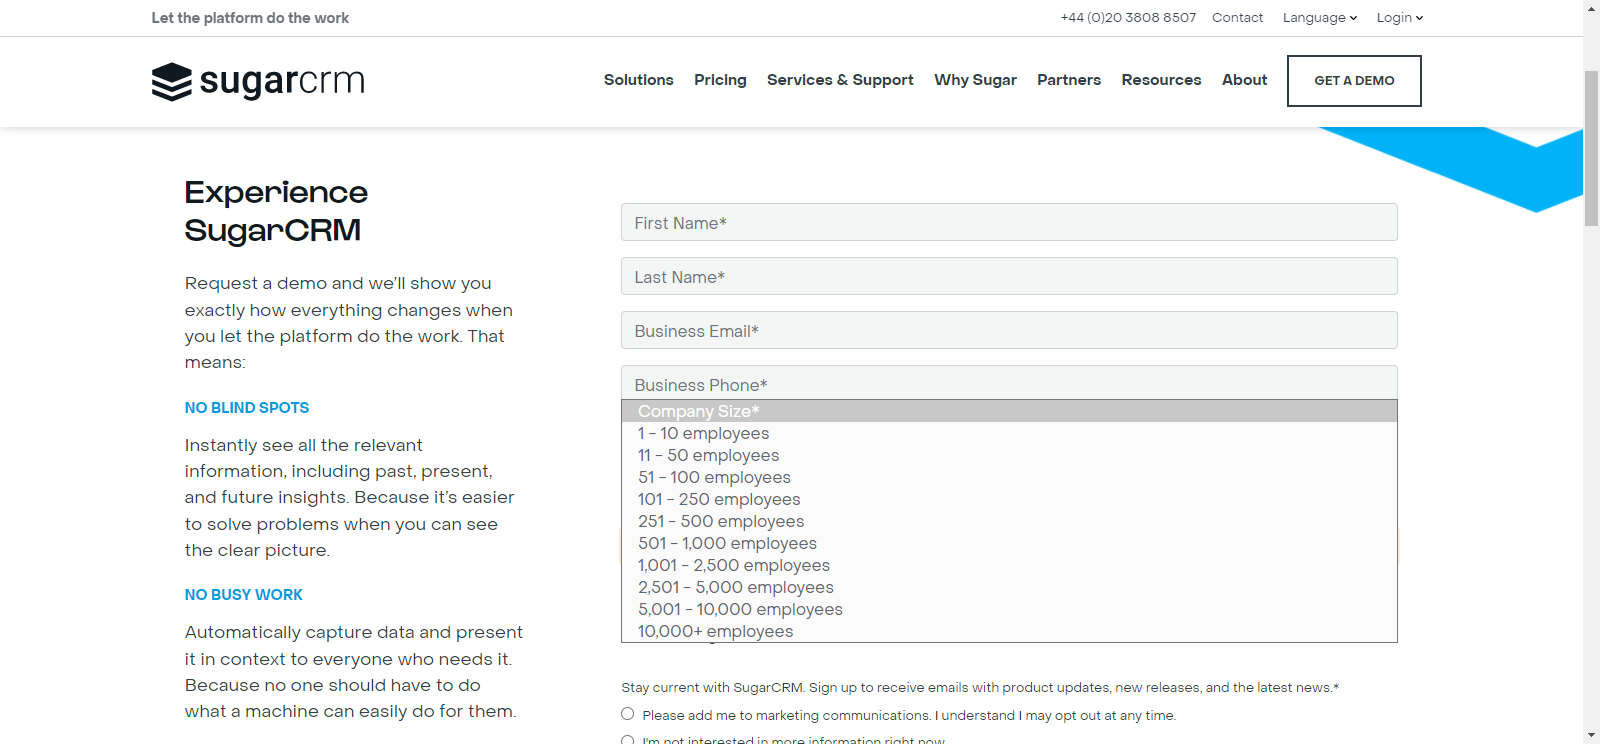 Let the platform do the work
+44 (0)20 3808 8507 Contact Language Login
sugarcrm
Solutions Pricing Services & Support Why Sugar Partners Resources About GET A DEMO
Experience
SugarCRM
Request a demo and we’ll show you
exactly how everything changes when
you let the platform do the work. That
means:
NO BLIND SPOTS
Instantly see all the relevant
information, including past, present,
and future insights. Because it’s easier
to solve problems when you can see
the clear picture.
NO BUSY WORK
Automatically capture data and present
it in context to everyone who needs it.
Because no one should have to do
what a machine can easily do for them.
First Name*
Last Name*
Business Email*
Business Phone*
Company Size*
1 - 10 employees
11 - 50 employees
51 - 100 employees
101 - 250 employees
251 - 500 employees
501 - 1,000 employees
1,001 - 2,500 employees
2,501 - 5,000 employees
5,001 - 10,000 employees
10,000+ employees
Stay current with SugarCRM. Sign up to receive emails with product updates, new releases, and the latest news.*
Please add me to marketing communications. I understand I may opt out at any time.
I'm not interested in more information right now